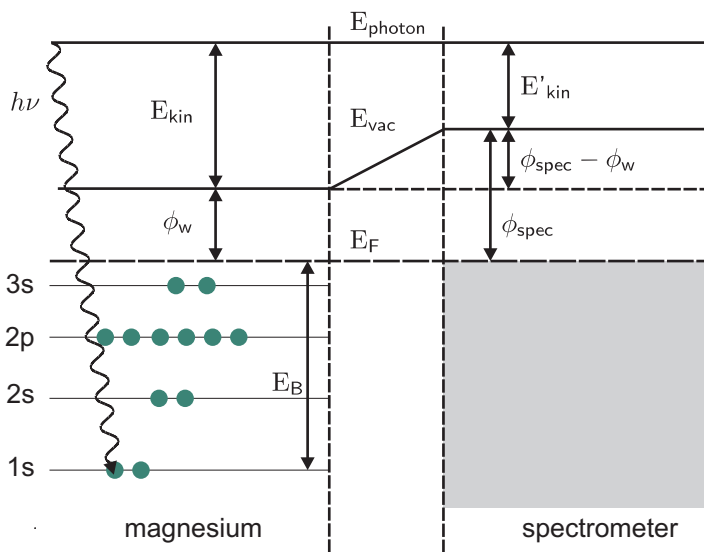 E_photon
hν
E_kin
E'_kin
E_vac
ϕ_spec − ϕ_w
ϕ_w
ϕ_spec
E_F
3s
2p
E_B
2s
1s
magnesium
spectrometer